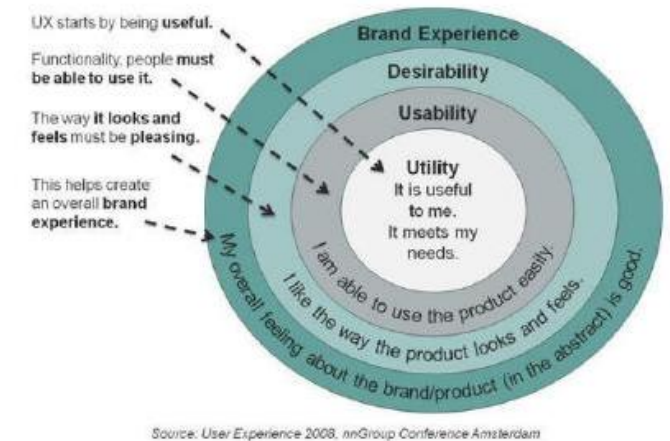 UX starts by being useful.
Functionality, people must
be able to use it.
The way it looks and
feels must be pleasing.
This helps create
an overall brand
experience.
Brand Experience
Desirability
Usability
Utility
It is useful
to me.
It meets my
needs.
I am able to use the product easily.
I like the way the product looks and feels.
My overall feeling about the brand/product (in the abstract) is good.
Source: User Experience 2008, nnGroup Conference Amsterdam